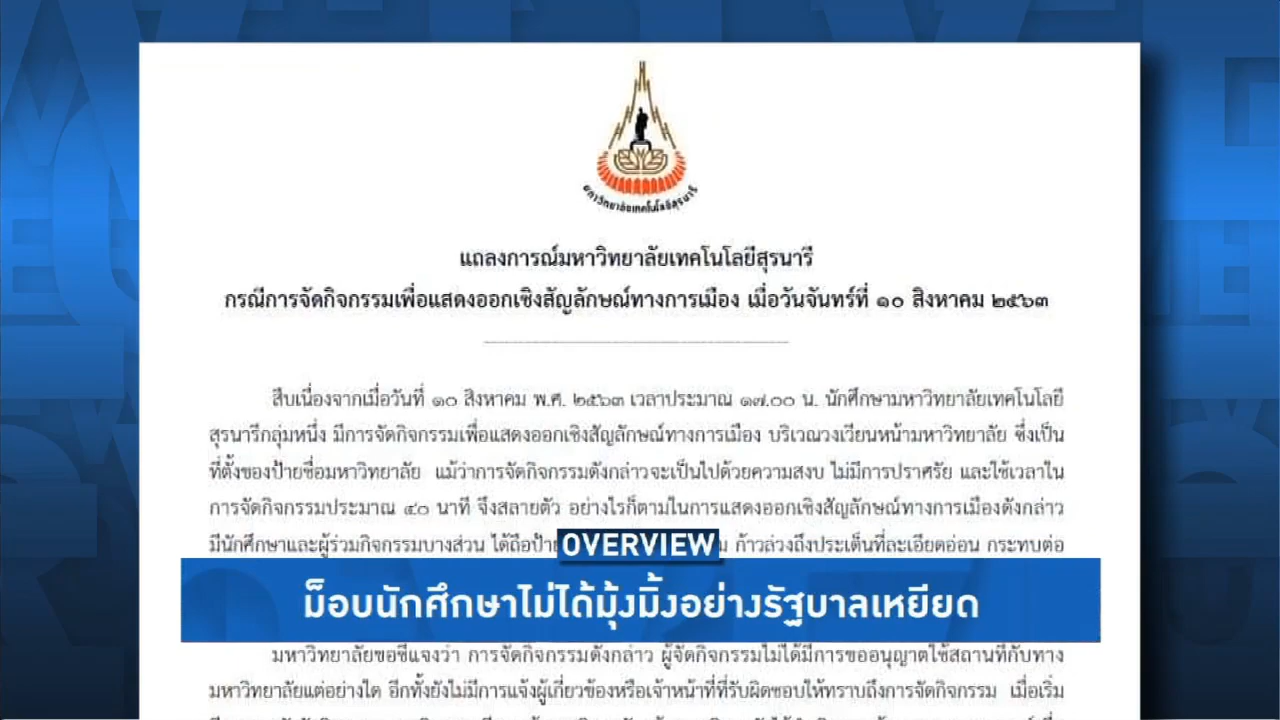 มหาวิทยาลัยเทคโนโลยีสุรนารี
แถลงการณ์มหาวิทยาลัยเทคโนโลยีสุรนารี
กรณีการจัดกิจกรรมเพื่อแสดงออกเชิงสัญลักษณ์ทางการเมือง เมื่อวันจันทร์ที่ ๑๐ สิงหาคม ๒๕๖๓
สืบเนื่องจากเมื่อวันที่ ๑๐ สิงหาคม พ.ศ. ๒๕๖๓ เวลาประมาณ ๑๗.๐๐ น. นักศึกษามหาวิทยาลัยเทคโนโลยี
สุรนารีกลุ่มหนึ่ง มีการจัดกิจกรรมเพื่อแสดงออกเชิงสัญลักษณ์ทางการเมือง บริเวณวงเวียนหน้ามหาวิทยาลัย ซึ่งเป็น
ที่ตั้งของป้ายชื่อมหาวิทยาลัย แม้ว่าการจัดกิจกรรมดังกล่าวจะเป็นไปด้วยความสงบ ไม่มีการปราศรัย และใช้เวลาใน
การจัดกิจกรรมประมาณ ๔๐ นาที จึงสลายตัว อย่างไรก็ตามในการแสดงออกเชิงสัญลักษณ์ทางการเมืองดังกล่าว
มีนักศึกษาและผู้ร่วมกิจกรรมบางส่วน ได้ถือป้าย ก้าวล่วงถึงประเด็นที่ละเอียดอ่อน กระทบต่อ
OVERVIEW
ม็อบนักศึกษาไม่ได้มุ้งมิ้งอย่างรัฐบาลเหยียด
มหาวิทยาลัยขอชี้แจงว่า การจัดกิจกรรมดังกล่าว ผู้จัดกิจกรรมไม่ได้มีการขออนุญาตใช้สถานที่กับทาง
มหาวิทยาลัยแต่อย่างใด อีกทั้งยังไม่มีการแจ้งผู้เกี่ยวข้องหรือเจ้าหน้าที่ที่รับผิดชอบให้ทราบถึงการจัดกิจกรรม เมื่อเริ่ม